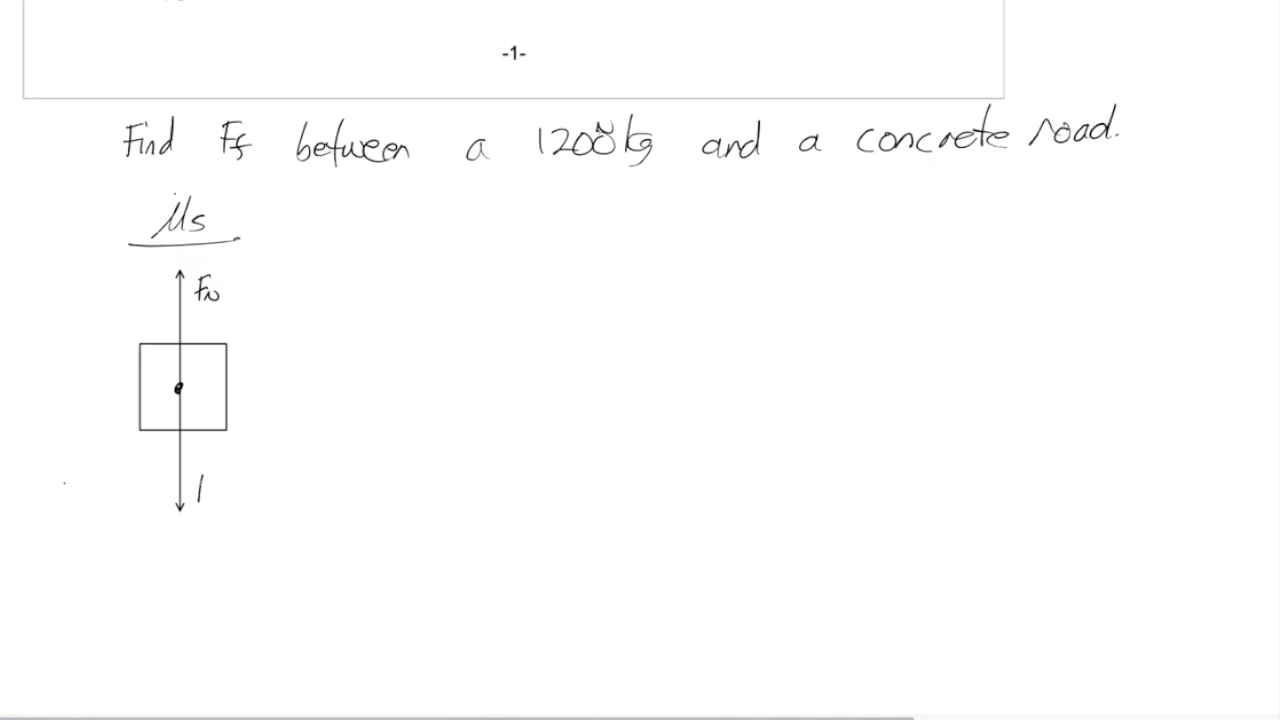 -1-
Find Ff between a 1200kg and a concrete road.
μs
FN